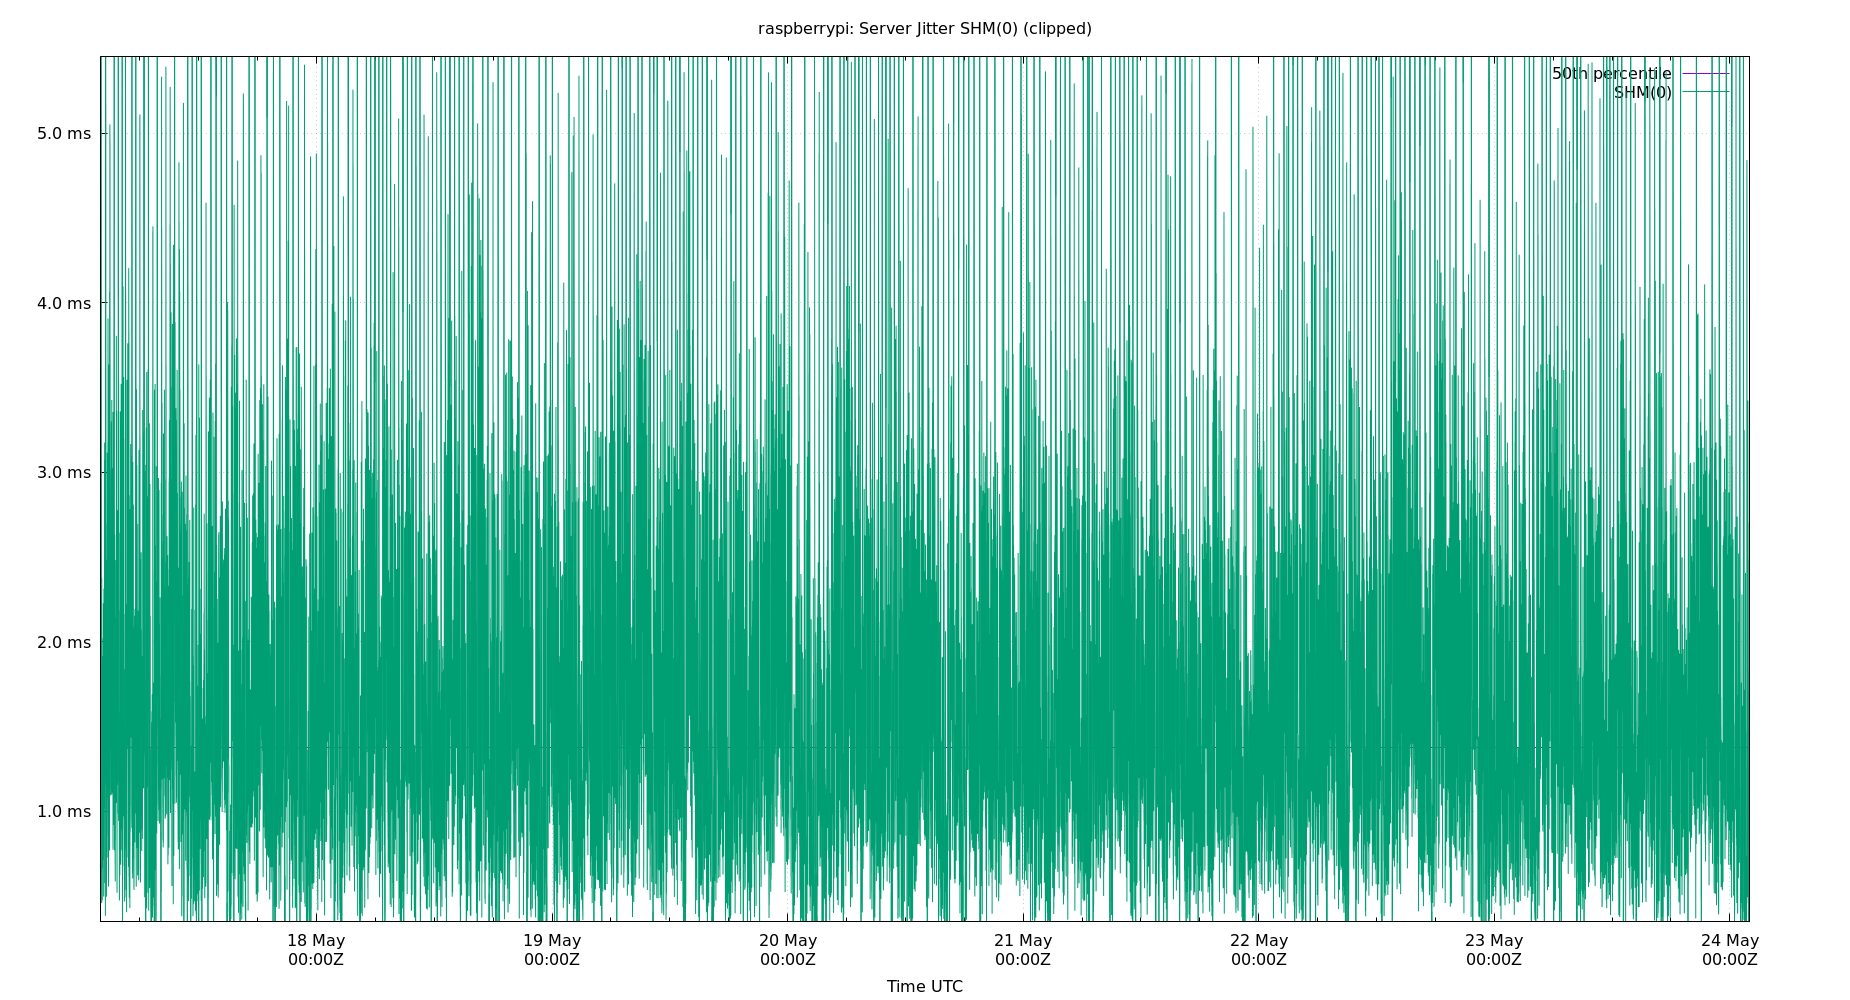 raspberrypi: Server Jitter SHM(0) (clipped)
50th percentile
SHM(0)
5.0 ms
4.0 ms
3.0 ms
2.0 ms
1.0 ms
18 May 19 May 20 May 21 May 22 May 23 May 24 May
00:00Z 00:00Z 00:00Z 00:00Z 00:00Z 00:00Z 00:00Z
Time UTC